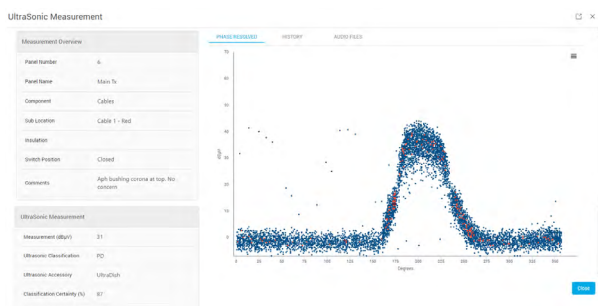 UltraSonic Measurement
Measurement Overview
Panel Number 6
Panel Name Main Tx
Component Cables
Sub Location Cable 1 - Red
Insulation
Switch Position Closed
Comments Aph bushing corona at top. No
concern
UltraSonic Measurement
Measurement (dBµV) 31
Ultrasonic Classification PD
Ultrasonic Accessory UltraDish
Classification Certainty (%) 87
PHASE RESOLVED HISTORY AUDIO FILES
70
60
50
40
30
20
10
0
dBµV
0 25 50 75 100 125 150 175 200 225 250 275 300 325 350
Degrees
Close